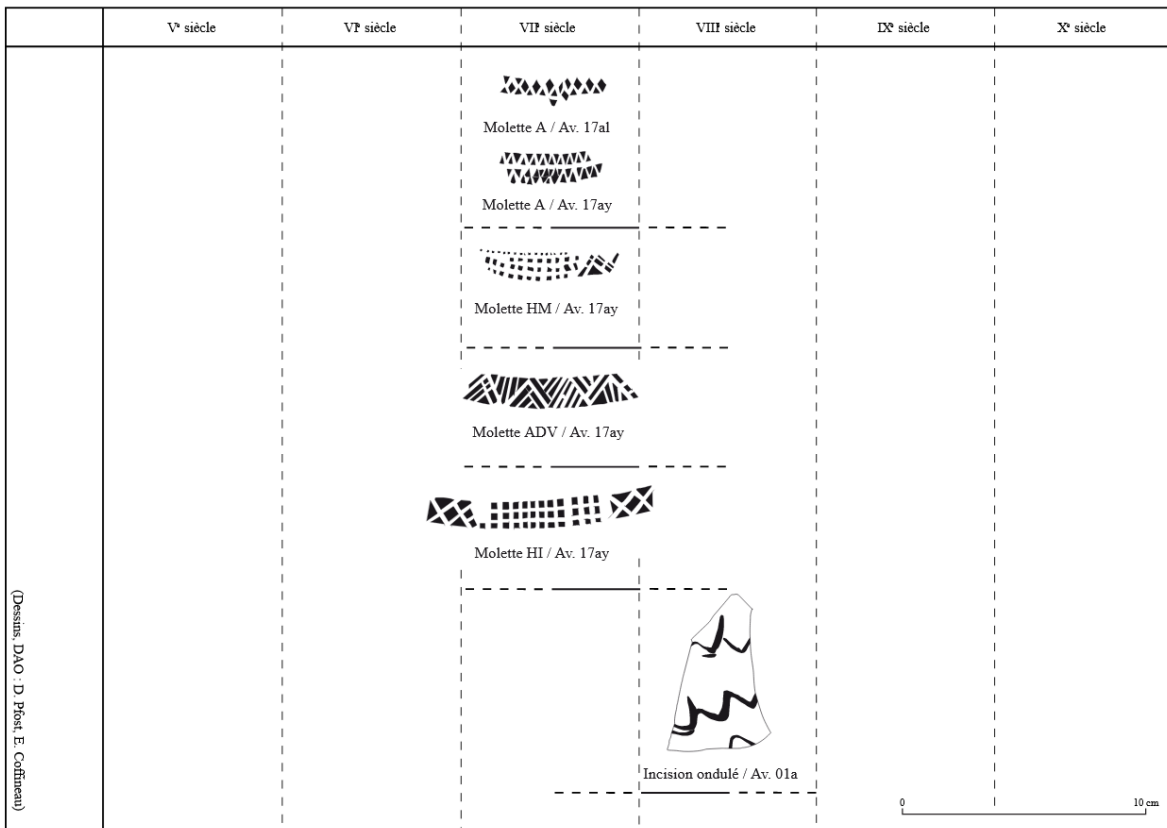 Vᵉ siècle
VIᵉ siècle
VIIᵉ siècle
VIIIᵉ siècle
IXᵉ siècle
Xᵉ siècle
Molette A / Av. 17al
Molette A / Av. 17ay
Molette HM / Av. 17ay
Molette ADV / Av. 17ay
Molette HI / Av. 17ay
Incision ondulé / Av. 01a
0 10 cm
(Dessins, DAO : D. Pfost, E. Coffineau)